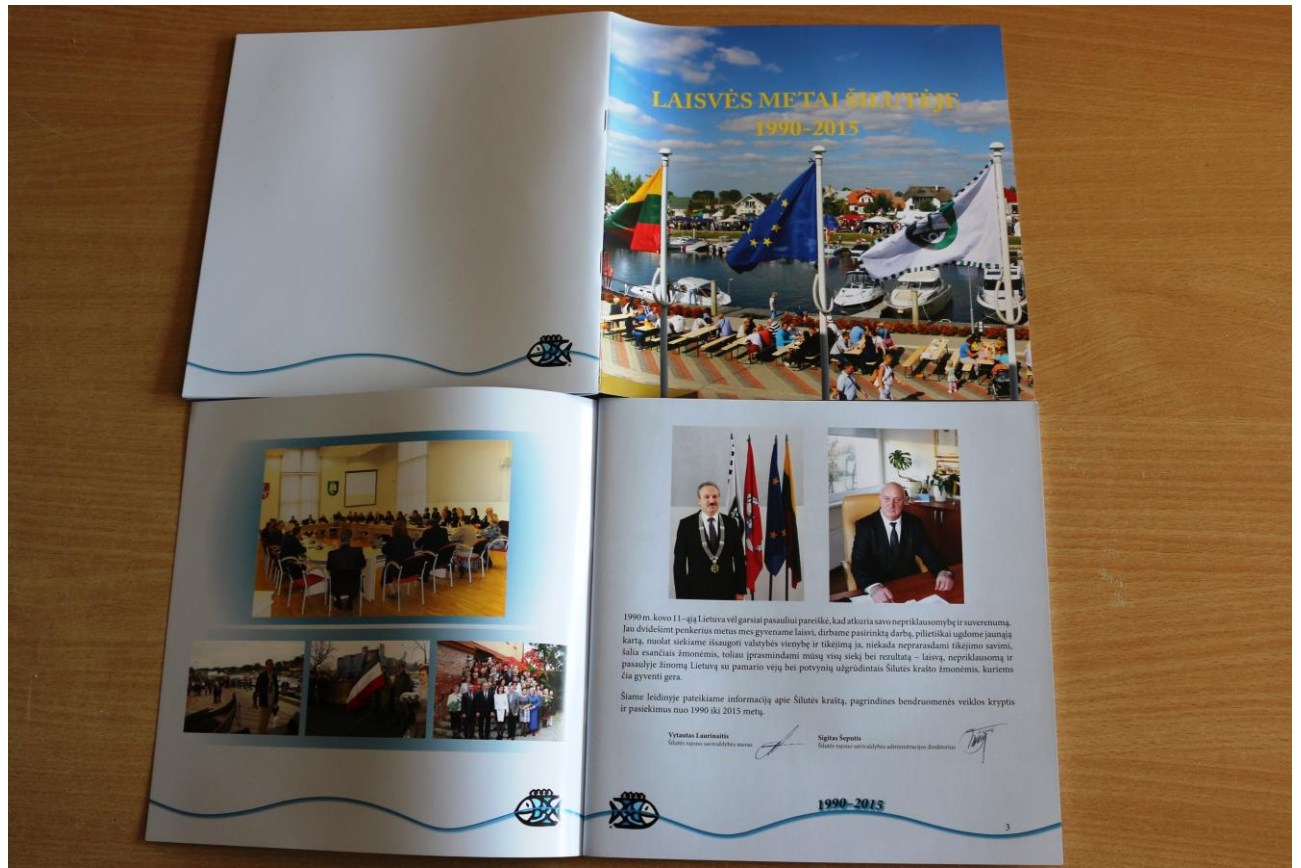 LAISVĖS METAI ŠILUTĖJE
1990–2015
1990 m. kovo 11-ąją Lietuva vėl garsiai pasauliui pareiškė, kad atkuria savo nepriklausomybę ir suverenumą.
Jau dvidešimt penkerius metus mes gyvename laisvi, dirbame pasirinktą darbą, pilietiškai ugdome jaunąją
kartą, nuolat siekiame išsaugoti valstybės vienybę ir tikėjimą ja, niekada neprarasdami tikėjimo savimi,
šalia esančiais žmonėmis, toliau įprasmindami mūsų visų siekį bei rezultatą – laisvą, nepriklausomą ir
pasaulyje žinomą Lietuvą su pamario vėjų bei potvynių užgrūdintais Šilutės krašto žmonėmis, kuriems
čia gyventi gera.
Šiame leidinyje pateikiame informaciją apie Šilutės kraštą, pagrindines bendruomenės veiklos kryptis
ir pasiekimus nuo 1990 iki 2015 metų.
Vytautas Laurinaitis
Šilutės rajono savivaldybės meras
Sigitas Šeputis
Šilutės rajono savivaldybės administracijos direktorius
1990–2015
3